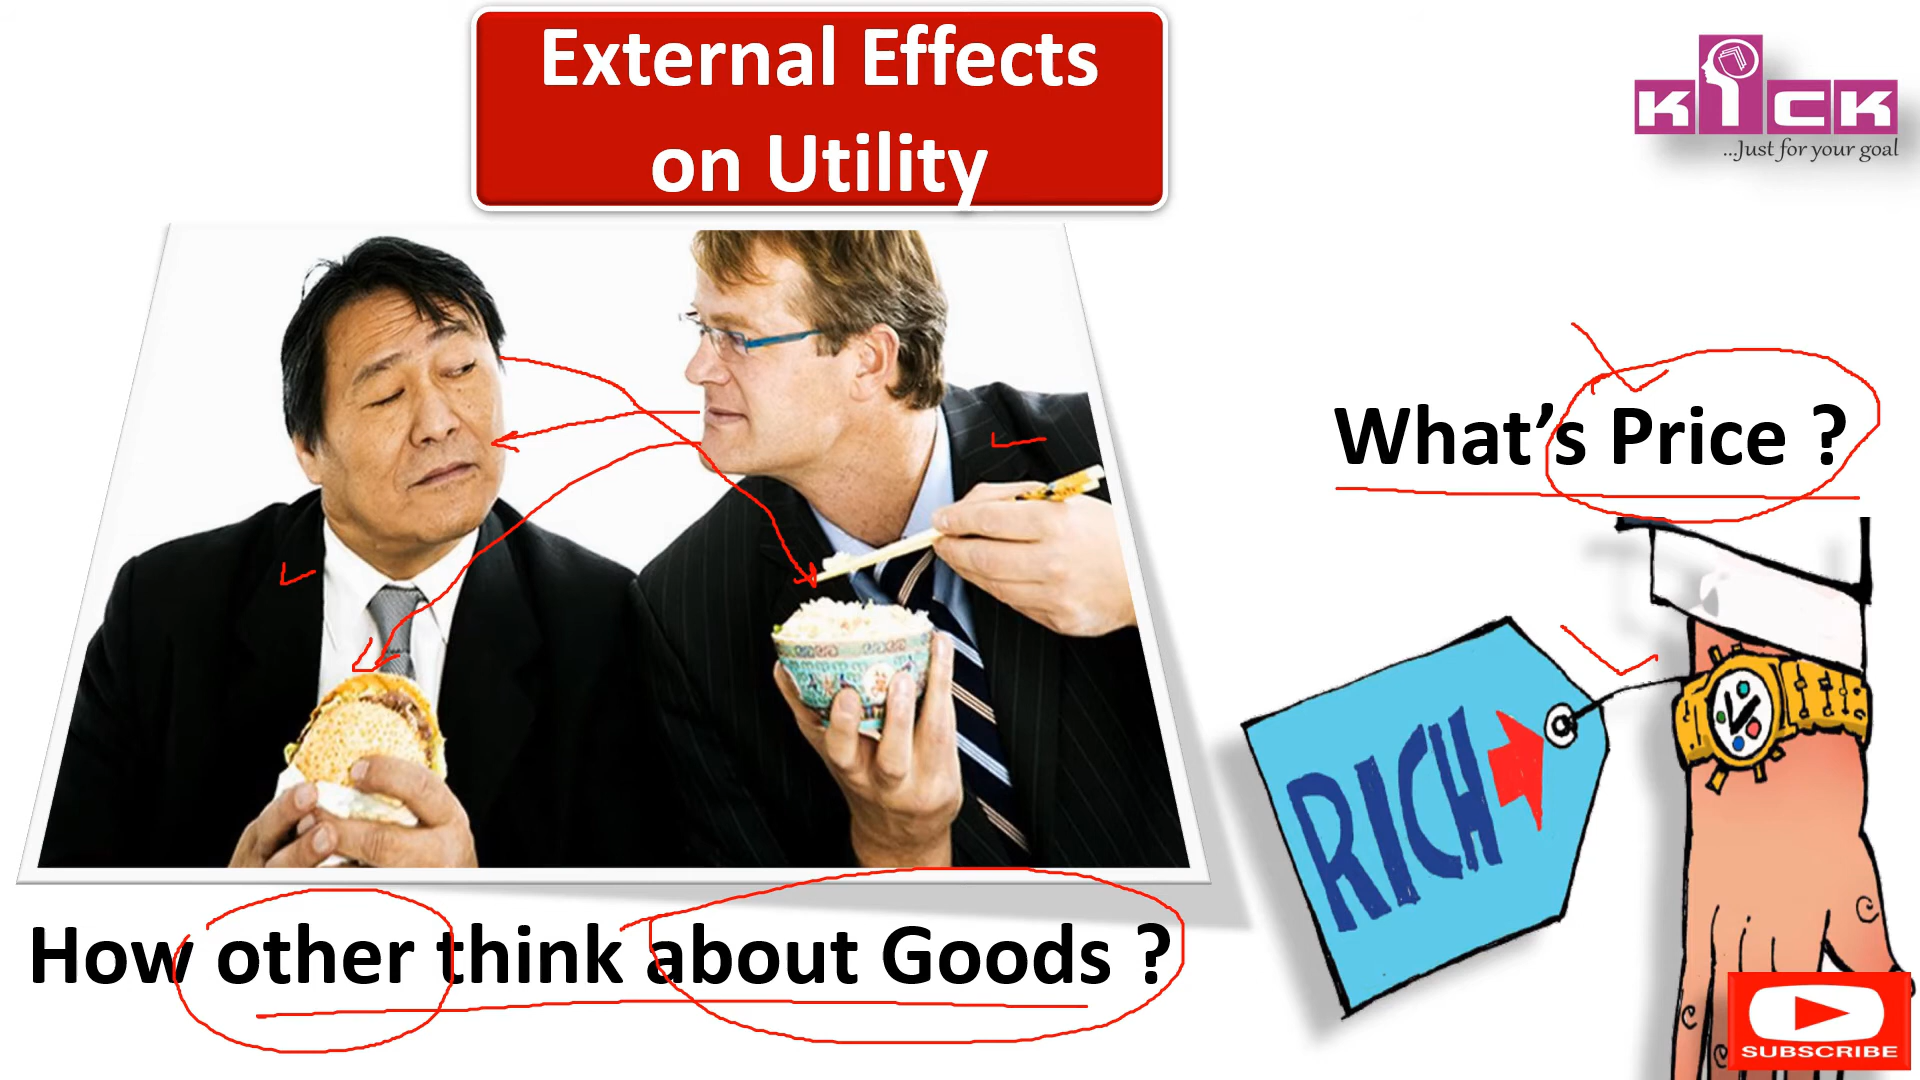 External Effects
on Utility
KICK
...Just for your goal
What's Price ?
RICH
How other think about Goods ?
SUBSCRIBE